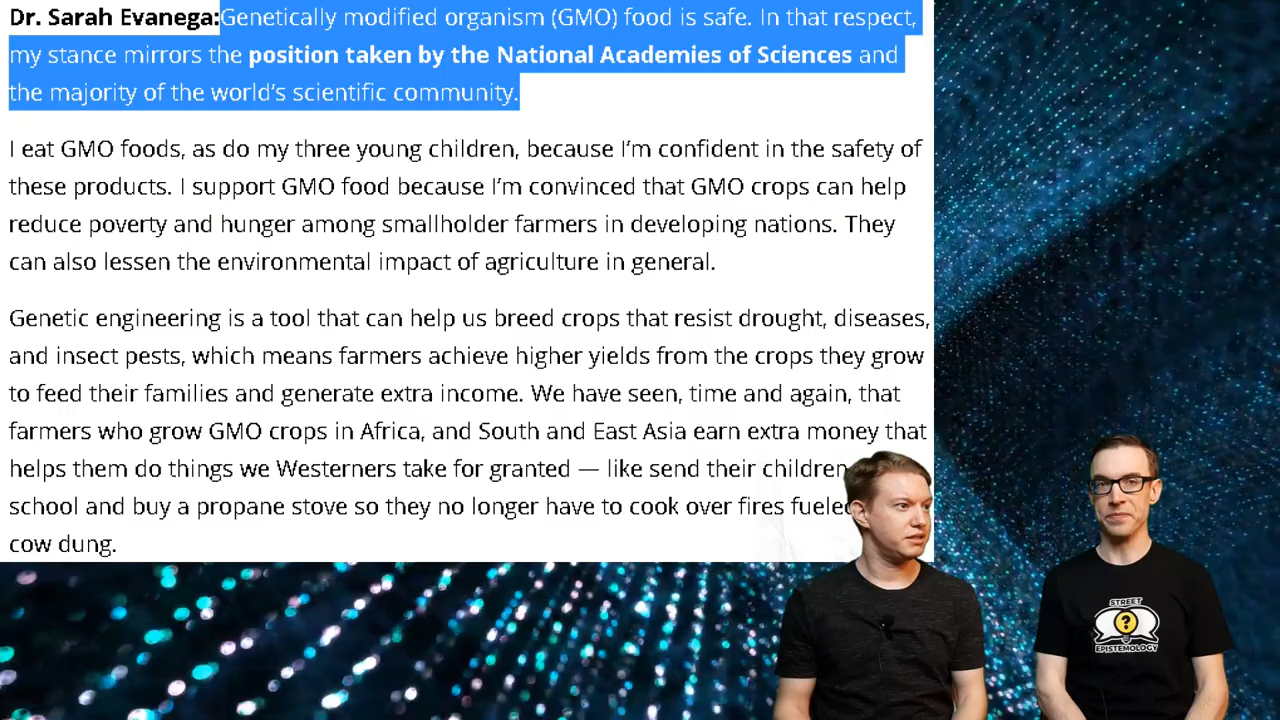 Dr. Sarah Evanega:Genetically modified organism (GMO) food is safe. In that respect,
my stance mirrors the position taken by the National Academies of Sciences and
the majority of the world's scientific community.
I eat GMO foods, as do my three young children, because I'm confident in the safety of
these products. I support GMO food because I'm convinced that GMO crops can help
reduce poverty and hunger among smallholder farmers in developing nations. They
can also lessen the environmental impact of agriculture in general.
Genetic engineering is a tool that can help us breed crops that resist drought, diseases,
and insect pests, which means farmers achieve higher yields from the crops they grow
to feed their families and generate extra income. We have seen, time and again, that
farmers who grow GMO crops in Africa, and South and East Asia earn extra money that
helps them do things we Westerners take for granted — like send their children
school and buy a propane stove so they no longer have to cook over fires fueled
cow dung.
STREET
?
EPISTEMOLOGY